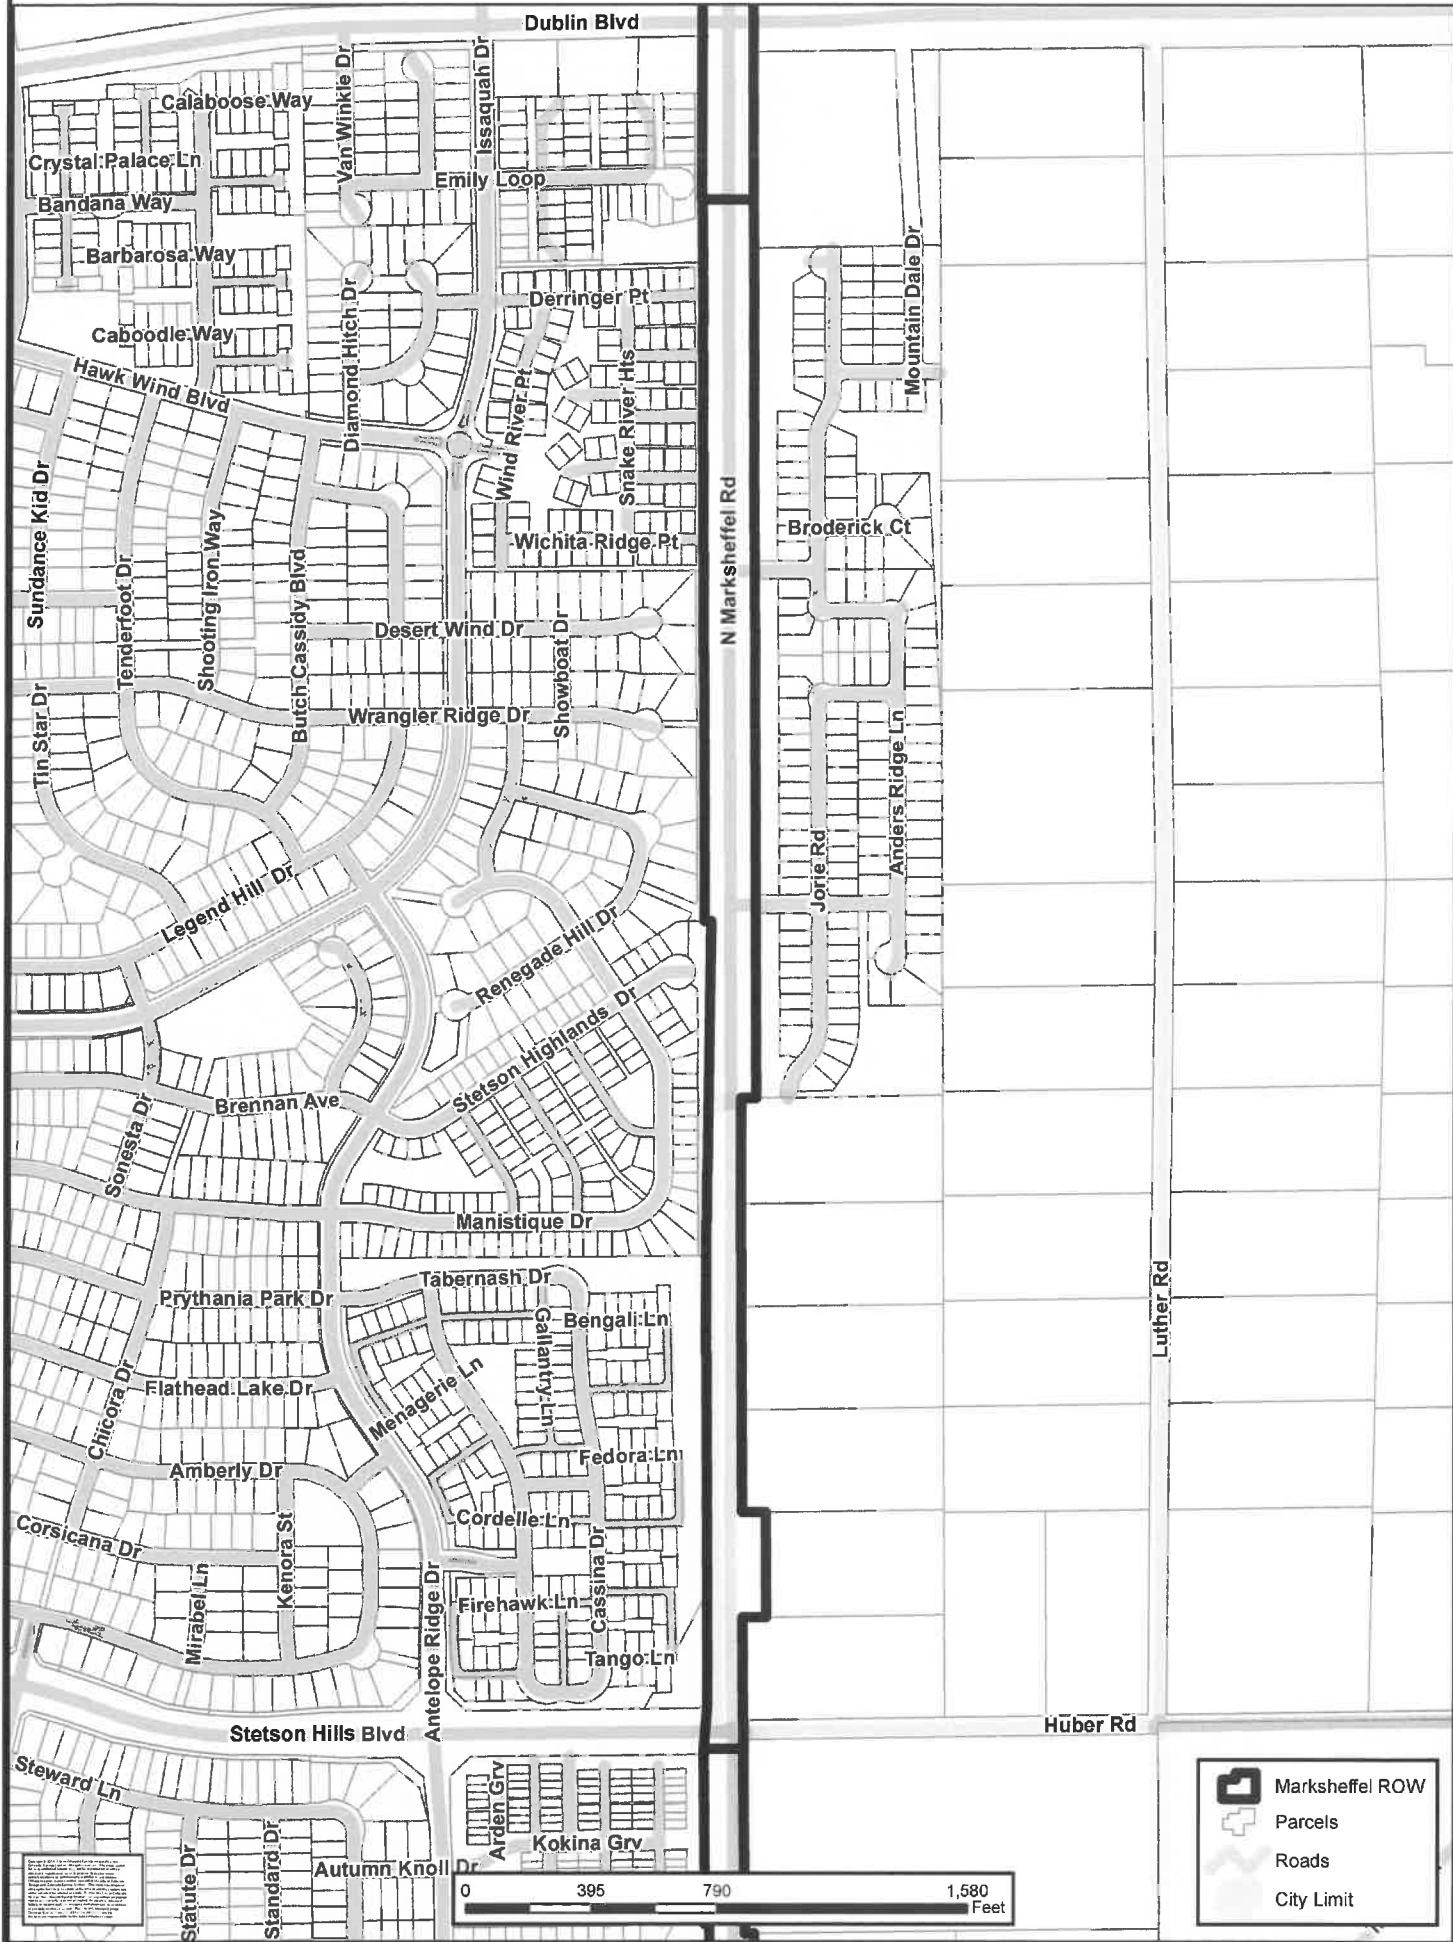 Dublin Blvd
Van Winkle Dr
Issaquah Dr
Calaboose Way
Crystal Palace Ln
Emily Loop
Bandana Way
Barbarosa Way
Mountain Dale Dr
Derringer Pt
Diamond Hitch Dr
Caboodle Way
Hawk Wind Blvd
Wind River Pt
Snake River Hts
Sundance Kid Dr
Tenderfoot Dr
Shooting Iron Way
Butch Cassidy Blvd
N Marksheffel Rd
Broderick Ct
Wichita Ridge Pt
Desert Wind Dr
Showboat Dr
Tin Star Dr
Wrangler Ridge Dr
Anders Ridge Ln
Jorie Rd
Legend Hill Dr
Renegade Hill Dr
Stetson Highlands Dr
Brennan Ave
Sonesta Dr
Manistique Dr
Luther Rd
Tabernash Dr
Prythania Park Dr
Gallantry Ln
Bengali Ln
Menagerie Ln
Flathead Lake Dr
Chicora Dr
Fedora Ln
Amberly Dr
Cordelle Ln
Corsicana Dr
Kenora St
Mirabel Ln
Cassina Dr
Firehawk Ln
Antelope Ridge Dr
Tango Ln
Stetson Hills Blvd
Huber Rd
Steward Ln
Arden Grv
Kokina Grv
Statute Dr
Standard Dr
Autumn Knoll Dr
0 395 790 1,580
Feet
Marksheffel ROW
Parcels
Roads
City Limit